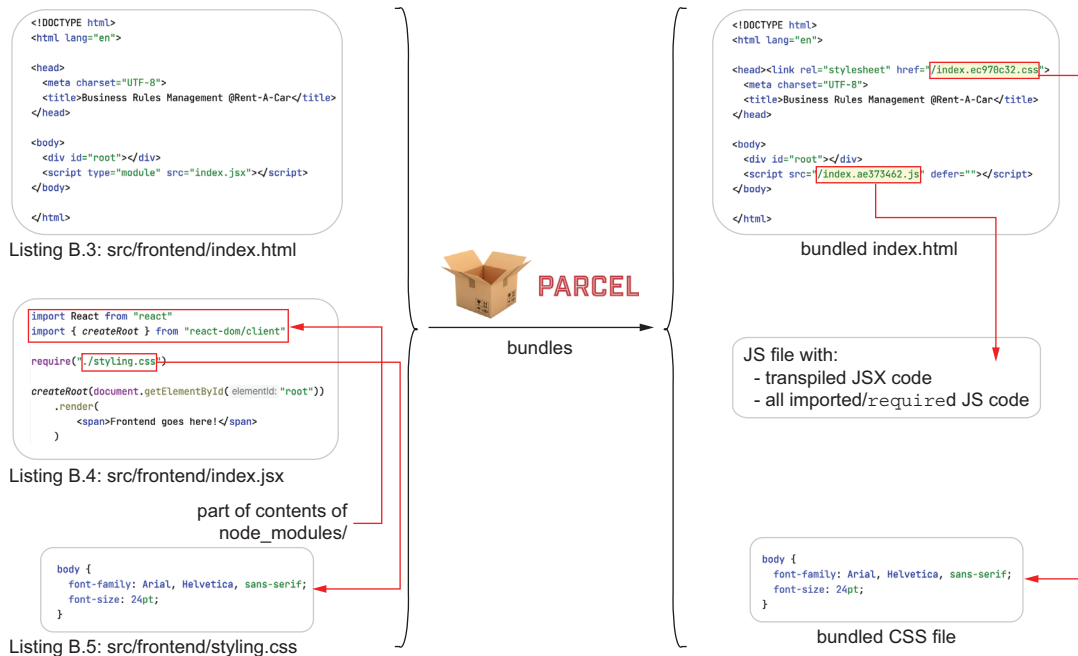 <!DOCTYPE html>
<html lang="en">
<head>
<meta charset="UTF-8">
<title>Business Rules Management @Rent-A-Car</title>
</head>
<body>
<div id="root"></div>
<script type="module" src="index.jsx"></script>
</body>
</html>
Listing B.3: src/frontend/index.html
import React from "react"
import { createRoot } from "react-dom/client"
require("./styling.css")
createRoot(document.getElementById( elementId: "root"))
.render(
<span>Frontend goes here!</span>
)
Listing B.4: src/frontend/index.jsx
part of contents of
node_modules/
body {
font-family: Arial, Helvetica, sans-serif;
font-size: 24pt;
}
Listing B.5: src/frontend/styling.css
PARCEL
bundles
<!DOCTYPE html>
<html lang="en">
<head><link rel="stylesheet" href="/index.ec970c32.css">
<meta charset="UTF-8">
<title>Business Rules Management @Rent-A-Car</title>
</head>
<body>
<div id="root"></div>
<script src="/index.ae373462.js" defer=""></script>
</body>
</html>
bundled index.html
JS file with:
- transpiled JSX code
- all imported/required JS code
body {
font-family: Arial, Helvetica, sans-serif;
font-size: 24pt;
}
bundled CSS file